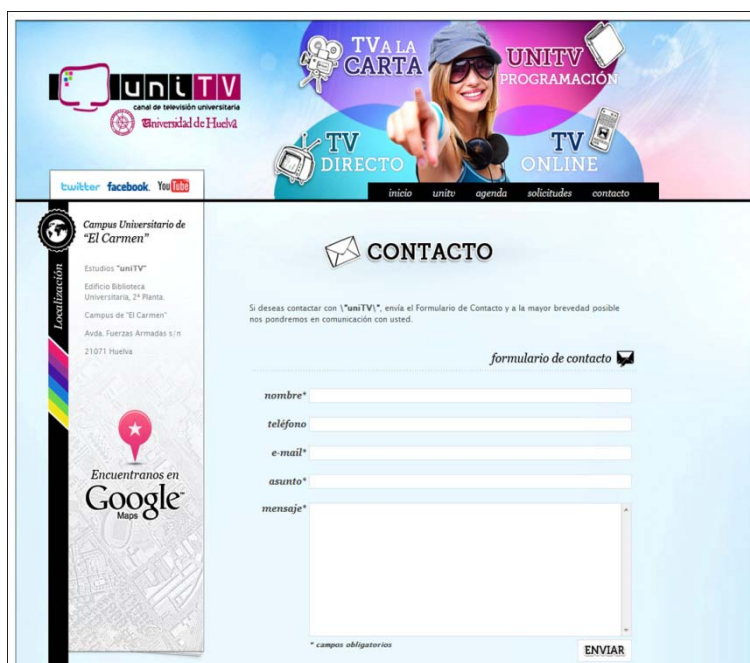 uniTV
canal de televisión universitaria
Universidad de Huelva
TV A LA
CARTA
UNITV
PROGRAMACIÓN
TV
DIRECTO
TV
ONLINE
twitter facebook. YouTube
inicio unitv agenda solicitudes contacto
Localización
Campus Universitario de
"El Carmen"
Estudios "uniTV"
Edificio Biblioteca
Universitaria, 2ª Planta.
Campus de "El Carmen"
Avda. Fuerzas Armadas s/n
21071 Huelva
Encuentranos en
Google
Maps
CONTACTO
Si deseas contactar con \"uniTV\", envía el Formulario de Contacto y a la mayor brevedad posible
nos pondremos en comunicación con usted.
formulario de contacto
nombre*
teléfono
e-mail*
asunto*
mensaje*
* campos obligatorios
ENVIAR